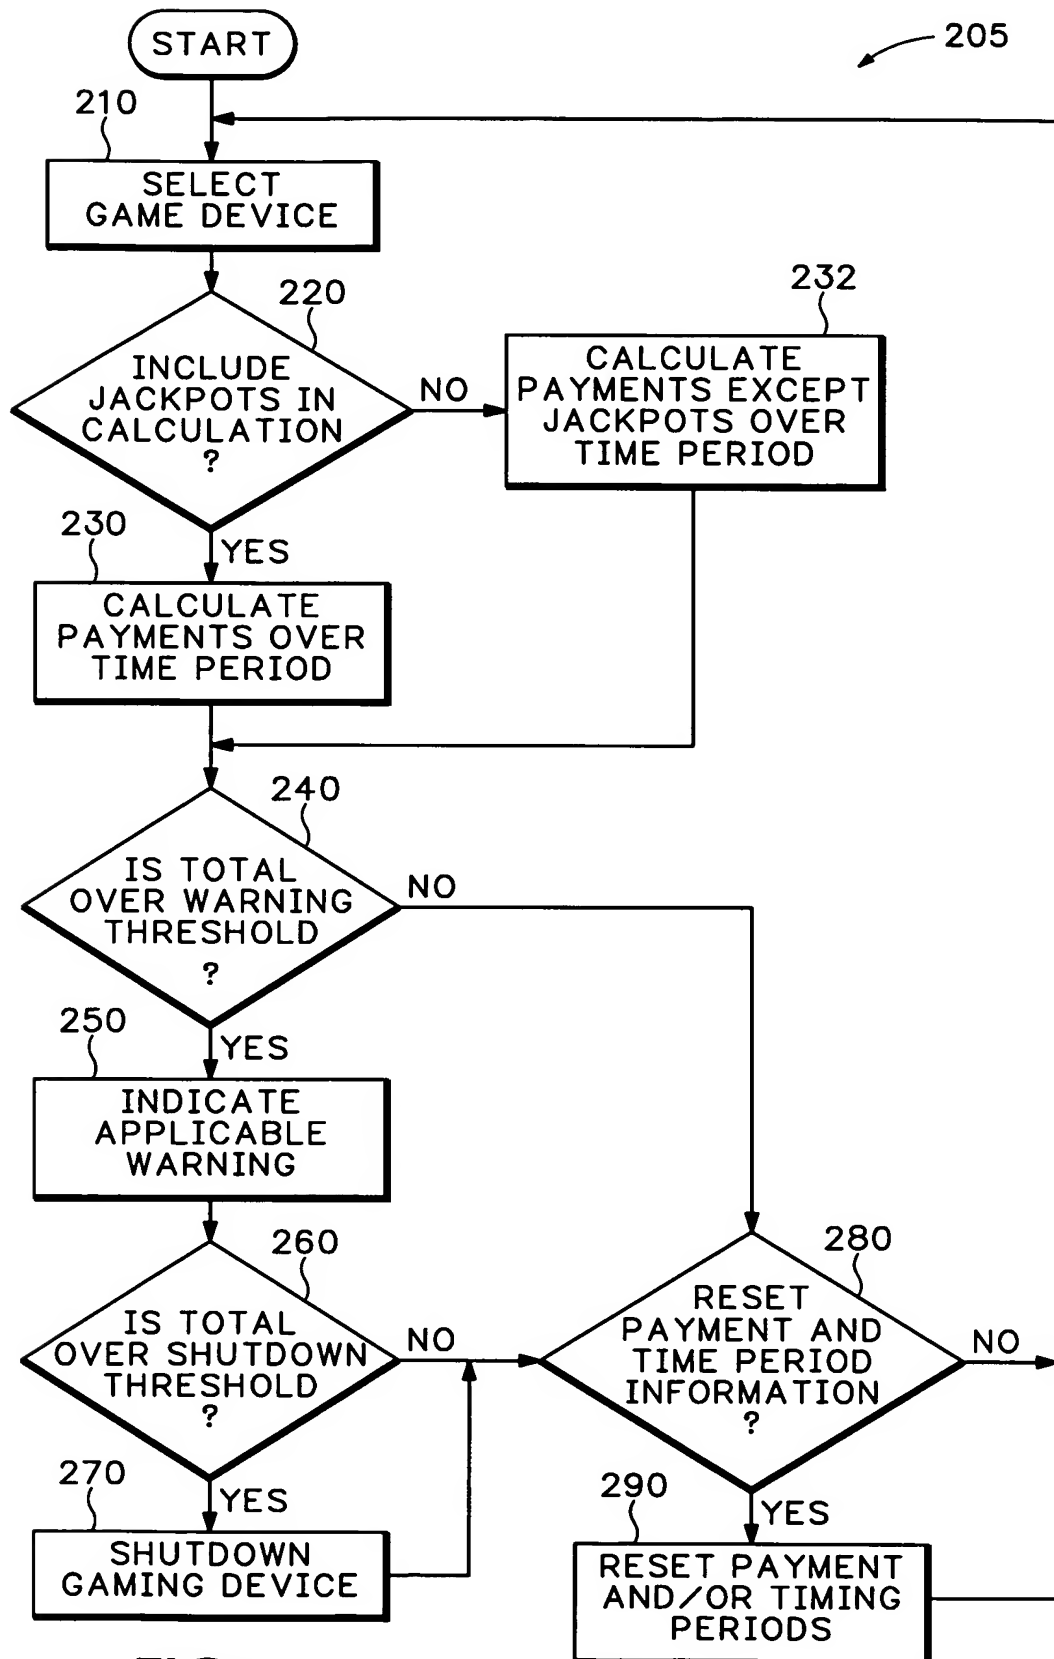 START
205
210
SELECT
GAME DEVICE
220
INCLUDE
JACKPOTS IN
CALCULATION
?
NO
232
CALCULATE
PAYMENTS EXCEPT
JACKPOTS OVER
TIME PERIOD
YES
230
CALCULATE
PAYMENTS OVER
TIME PERIOD
240
IS TOTAL
OVER WARNING
THRESHOLD
?
NO
YES
250
INDICATE
APPLICABLE
WARNING
260
IS TOTAL
OVER SHUTDOWN
THRESHOLD
?
NO
YES
270
SHUTDOWN
GAMING DEVICE
280
RESET
PAYMENT AND
TIME PERIOD
INFORMATION
?
NO
YES
290
RESET PAYMENT
AND/OR TIMING
PERIODS